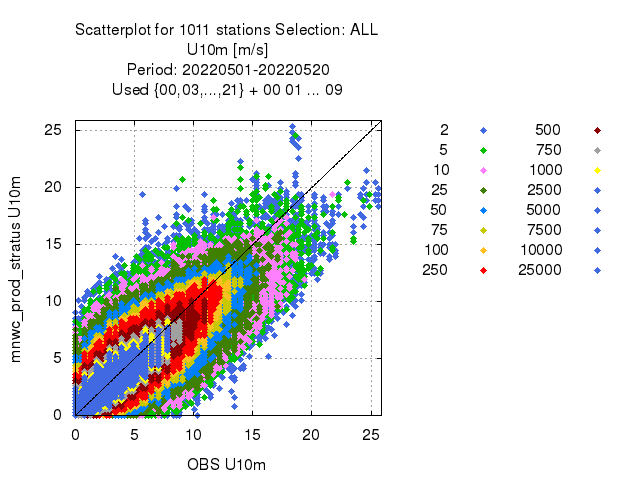 Scatterplot for 1011 stations Selection: ALL
U10m [m/s]
Period: 20220501-20220520
Used {00,03,...,21} + 00 01 ... 09
mnwc_prod_stratus U10m
25
20
15
10
5
0
0 5 10 15 20 25
OBS U10m
2 500
5 750
10 1000
25 2500
50 5000
75 7500
100 10000
250 25000